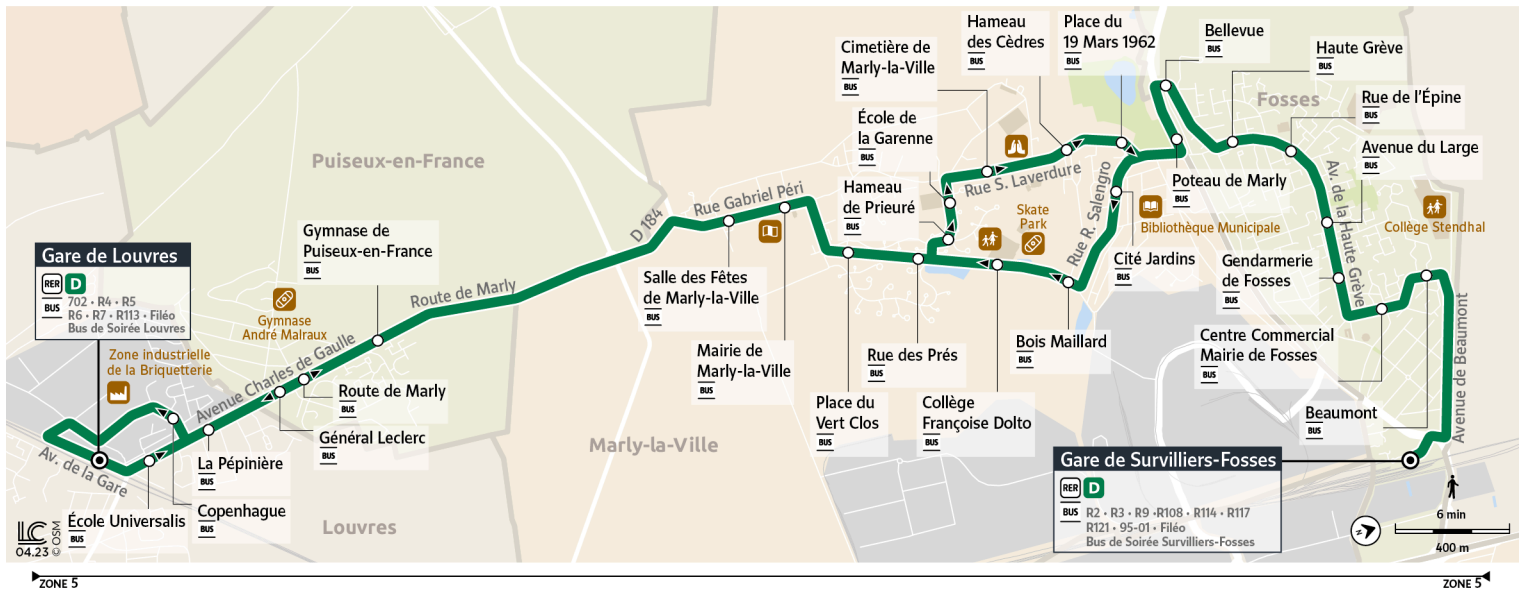 Hameau
des Cèdres
BUS
Place du
19 Mars 1962
BUS
Bellevue
BUS
Haute Grève
BUS
Cimetière de
Marly-la-Ville
BUS
Fosses
Rue de l'Épine
BUS
École de
la Garenne
BUS
Avenue du Large
BUS
Puiseux-en-France
Rue S. Laverdure
Poteau de Marly
BUS
Hameau
de Prieuré
BUS
Rue Gabriel Péri
D 184
Skate
Park
Rue R. Salengro
Bibliothèque Municipale
Av. de la Haute Grève
Collège Stendhal
Gymnase de
Puiseux-en-France
BUS
Gare de Louvres
RER D
BUS
702 • R4 • R5
R6 • R7 • R113 • Filéo
Bus de Soirée Louvres
Cité Jardins
BUS
Gendarmerie
de Fosses
BUS
Salle des Fêtes
de Marly-la-Ville
BUS
Route de Marly
Gymnase
André Malraux
Zone industrielle
de la Briquetterie
Avenue Charles de Gaulle
Mairie de
Marly-la-Ville
BUS
Rue des Prés
BUS
Bois Maillard
BUS
Centre Commercial
Mairie de Fosses
BUS
Avenue de Beaumont
Route de Marly
BUS
Place du
Vert Clos
BUS
Collège
Françoise Dolto
BUS
Beaumont
BUS
Général Leclerc
BUS
Marly-la-Ville
Av. de la Gare
La Pépinière
BUS
Gare de Survilliers-Fosses
RER D
BUS
R2 • R3 • R9 •R108 • R114 • R117
R121 • 95-01 • Filéo
Bus de Soirée Survilliers-Fosses
École Universalis
BUS
Copenhague
BUS
Louvres
LC
04.23
© OSM
6 min
400 m
ZONE 5
ZONE 5